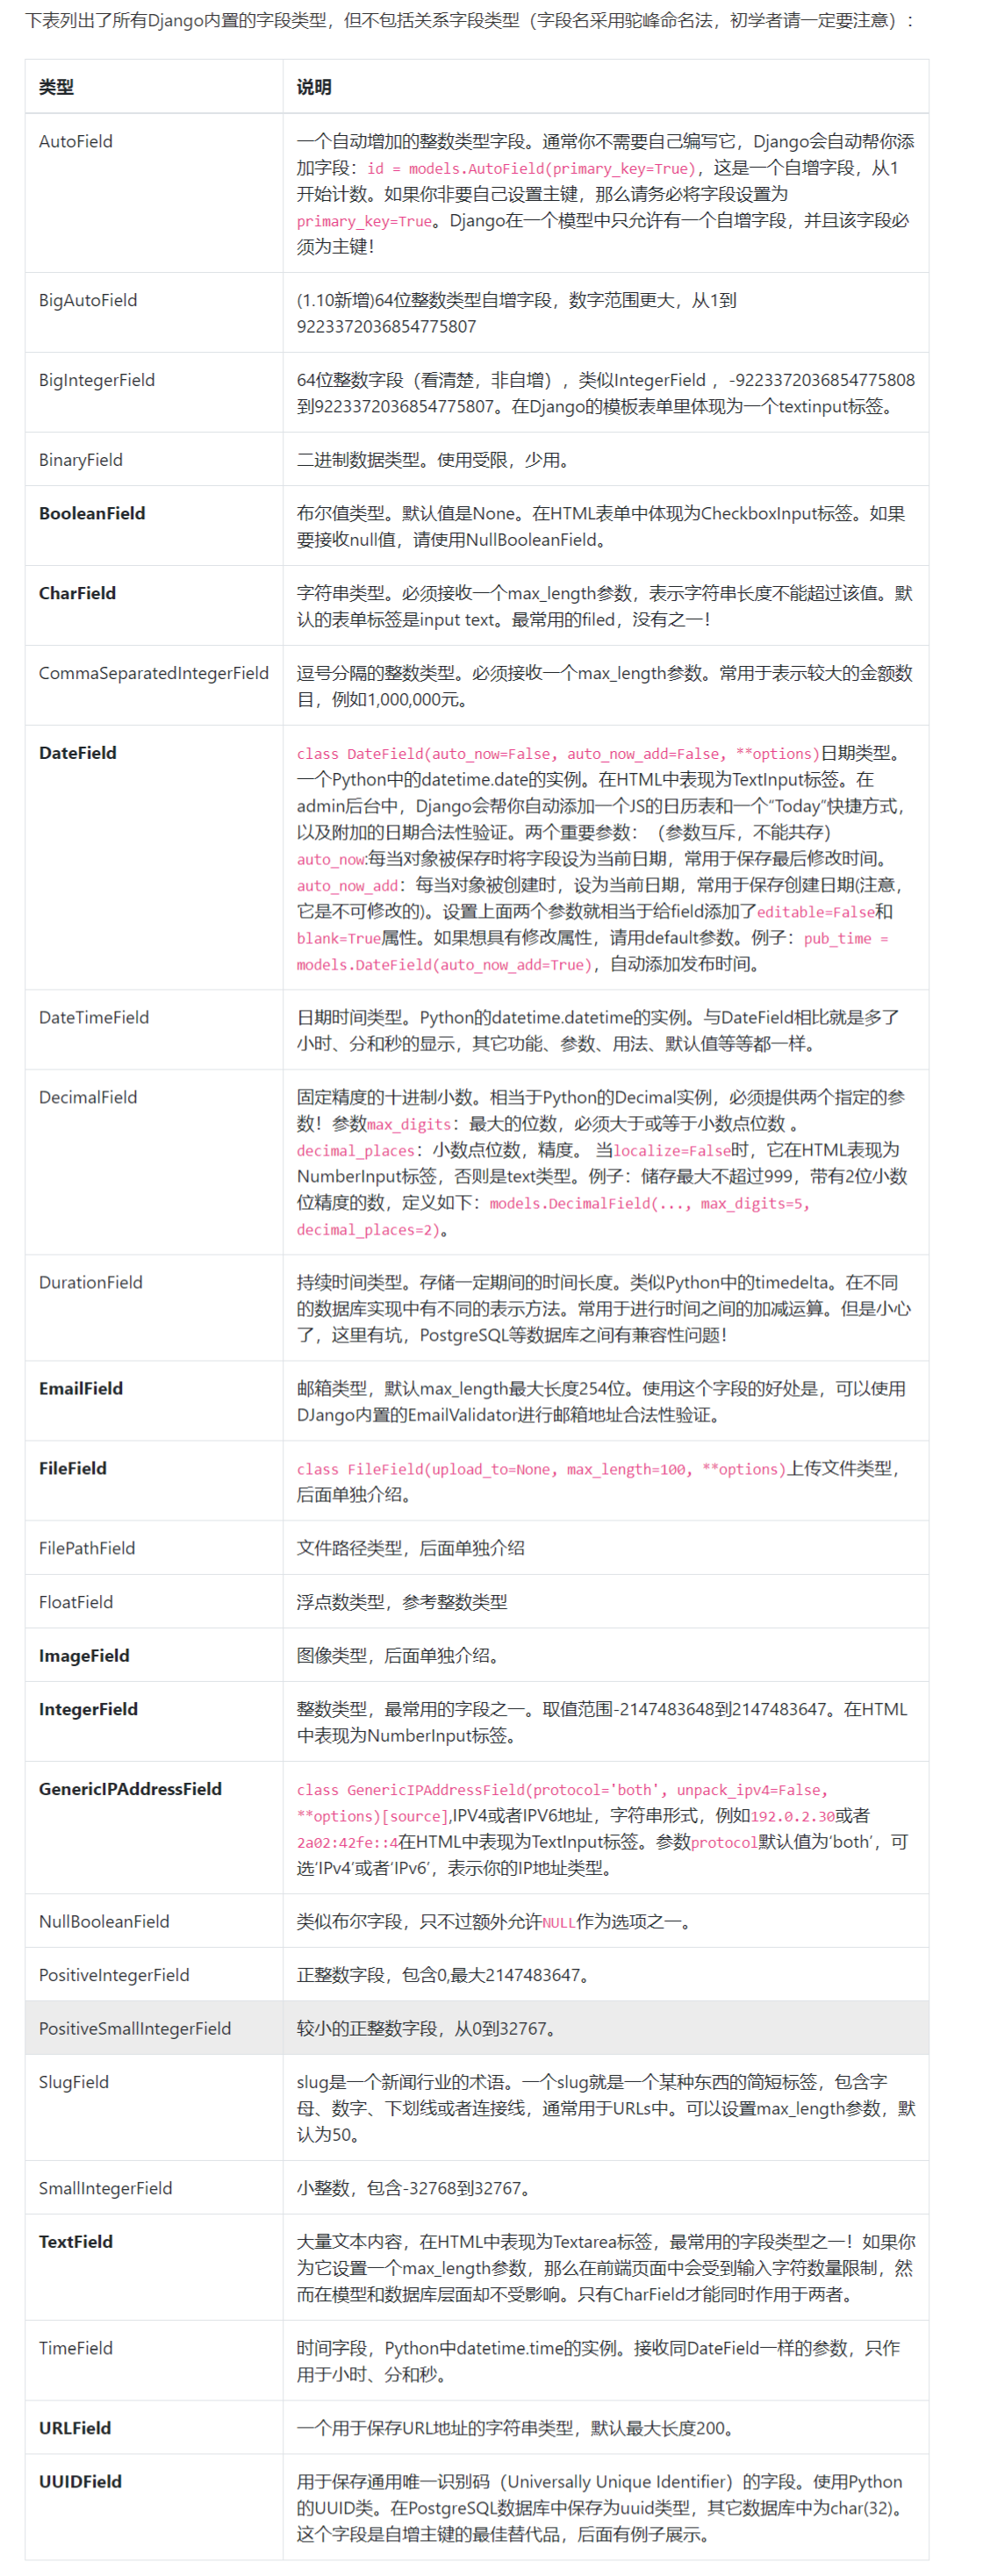 下表列出了所有Django内置的字段类型，但不包括关系字段类型（字段名采用驼峰命名法，初学者请一定要注意）：
类型
说明
AutoField
一个自动增加的整数类型字段。通常你不需要自己编写它，Django会自动帮你添
加字段：id = models.AutoField(primary_key=True)，这是一个自增字段，从1
开始计数。如果你非要自己设置主键，那么请务必将字段设置为
primary_key=True。Django在一个模型中只允许有一个自增字段，并且该字段必
须为主键！
BigAutoField
(1.10新增)64位整数类型自增字段，数字范围更大，从1到
9223372036854775807
BigIntegerField
64位整数字段（看清楚，非自增），类似IntegerField ，-9223372036854775808
到9223372036854775807。在Django的模板表单里体现为一个textinput标签。
BinaryField
二进制数据类型。使用受限，少用。
BooleanField
布尔值类型。默认值是None。在HTML表单中体现为CheckboxInput标签。如果
要接收null值，请使用NullBooleanField。
CharField
字符串类型。必须接收一个max_length参数，表示字符串长度不能超过该值。默
认的表单标签是input text。最常用的filed，没有之一！
CommaSeparatedIntegerField
逗号分隔的整数类型。必须接收一个max_length参数。常用于表示较大的金额数
目，例如1,000,000元。
DateField
class DateField(auto_now=False, auto_now_add=False, **options)日期类型。
一个Python中的datetime.date的实例。在HTML中表现为TextInput标签。在
admin后台中，Django会帮你自动添加一个JS的日历表和一个“Today”快捷方式，
以及附加的日期合法性验证。两个重要参数：（参数互斥，不能共存）
auto_now:每当对象被保存时将字段设为当前日期，常用于保存最后修改时间。
auto_now_add：每当对象被创建时，设为当前日期，常用于保存创建日期(注意，
它是不可修改的)。设置上面两个参数就相当于给field添加了editable=False和
blank=True属性。如果想具有修改属性，请用default参数。例子：pub_time =
models.DateField(auto_now_add=True)，自动添加发布时间。
DateTimeField
日期时间类型。Python的datetime.datetime的实例。与DateField相比就是多了
小时、分和秒的显示，其它功能、参数、用法、默认值等等都一样。
DecimalField
固定精度的十进制小数。相当于Python的Decimal实例，必须提供两个指定的参
数！参数max_digits：最大的位数，必须大于或等于小数点位数 。
decimal_places：小数点位数，精度。 当localize=False时，它在HTML表现为
NumberInput标签，否则是text类型。例子：储存最大不超过999，带有2位小数
位精度的数，定义如下：models.DecimalField(..., max_digits=5,
decimal_places=2)。
DurationField
持续时间类型。存储一定期间的时间长度。类似Python中的timedelta。在不同
的数据库实现中有不同的表示方法。常用于进行时间之间的加减运算。但是小心
了，这里有坑，PostgreSQL等数据库之间有兼容性问题！
EmailField
邮箱类型，默认max_length最大长度254位。使用这个字段的好处是，可以使用
DJango内置的EmailValidator进行邮箱地址合法性验证。
FileField
class FileField(upload_to=None, max_length=100, **options)上传文件类型，
后面单独介绍。
FilePathField
文件路径类型，后面单独介绍
FloatField
浮点数类型，参考整数类型
ImageField
图像类型，后面单独介绍。
IntegerField
整数类型，最常用的字段之一。取值范围-2147483648到2147483647。在HTML
中表现为NumberInput标签。
GenericIPAddressField
class GenericIPAddressField(protocol='both', unpack_ipv4=False,
**options)[source],IPV4或者IPV6地址，字符串形式，例如192.0.2.30或者
2a02:42fe::4在HTML中表现为TextInput标签。参数protocol默认值为‘both’，可
选‘IPv4’或者‘IPv6’，表示你的IP地址类型。
NullBooleanField
类似布尔字段，只不过额外允许NULL作为选项之一。
PositiveIntegerField
正整数字段，包含0,最大2147483647。
PositiveSmallIntegerField
较小的正整数字段，从0到32767。
SlugField
slug是一个新闻行业的术语。一个slug就是一个某种东西的简短标签，包含字
母、数字、下划线或者连接线，通常用于URLs中。可以设置max_length参数，默
认为50。
SmallIntegerField
小整数，包含-32768到32767。
TextField
大量文本内容，在HTML中表现为Textarea标签，最常用的字段类型之一！如果你
为它设置一个max_length参数，那么在前端页面中会受到输入字符数量限制，然
而在模型和数据库层面却不受影响。只有CharField才能同时作用于两者。
TimeField
时间字段，Python中datetime.time的实例。接收同DateField一样的参数，只作
用于小时、分和秒。
URLField
一个用于保存URL地址的字符串类型，默认最大长度200。
UUIDField
用于保存通用唯一识别码（Universally Unique Identifier）的字段。使用Python
的UUID类。在PostgreSQL数据库中保存为uuid类型，其它数据库中为char(32)。
这个字段是自增主键的最佳替代品，后面有例子展示。